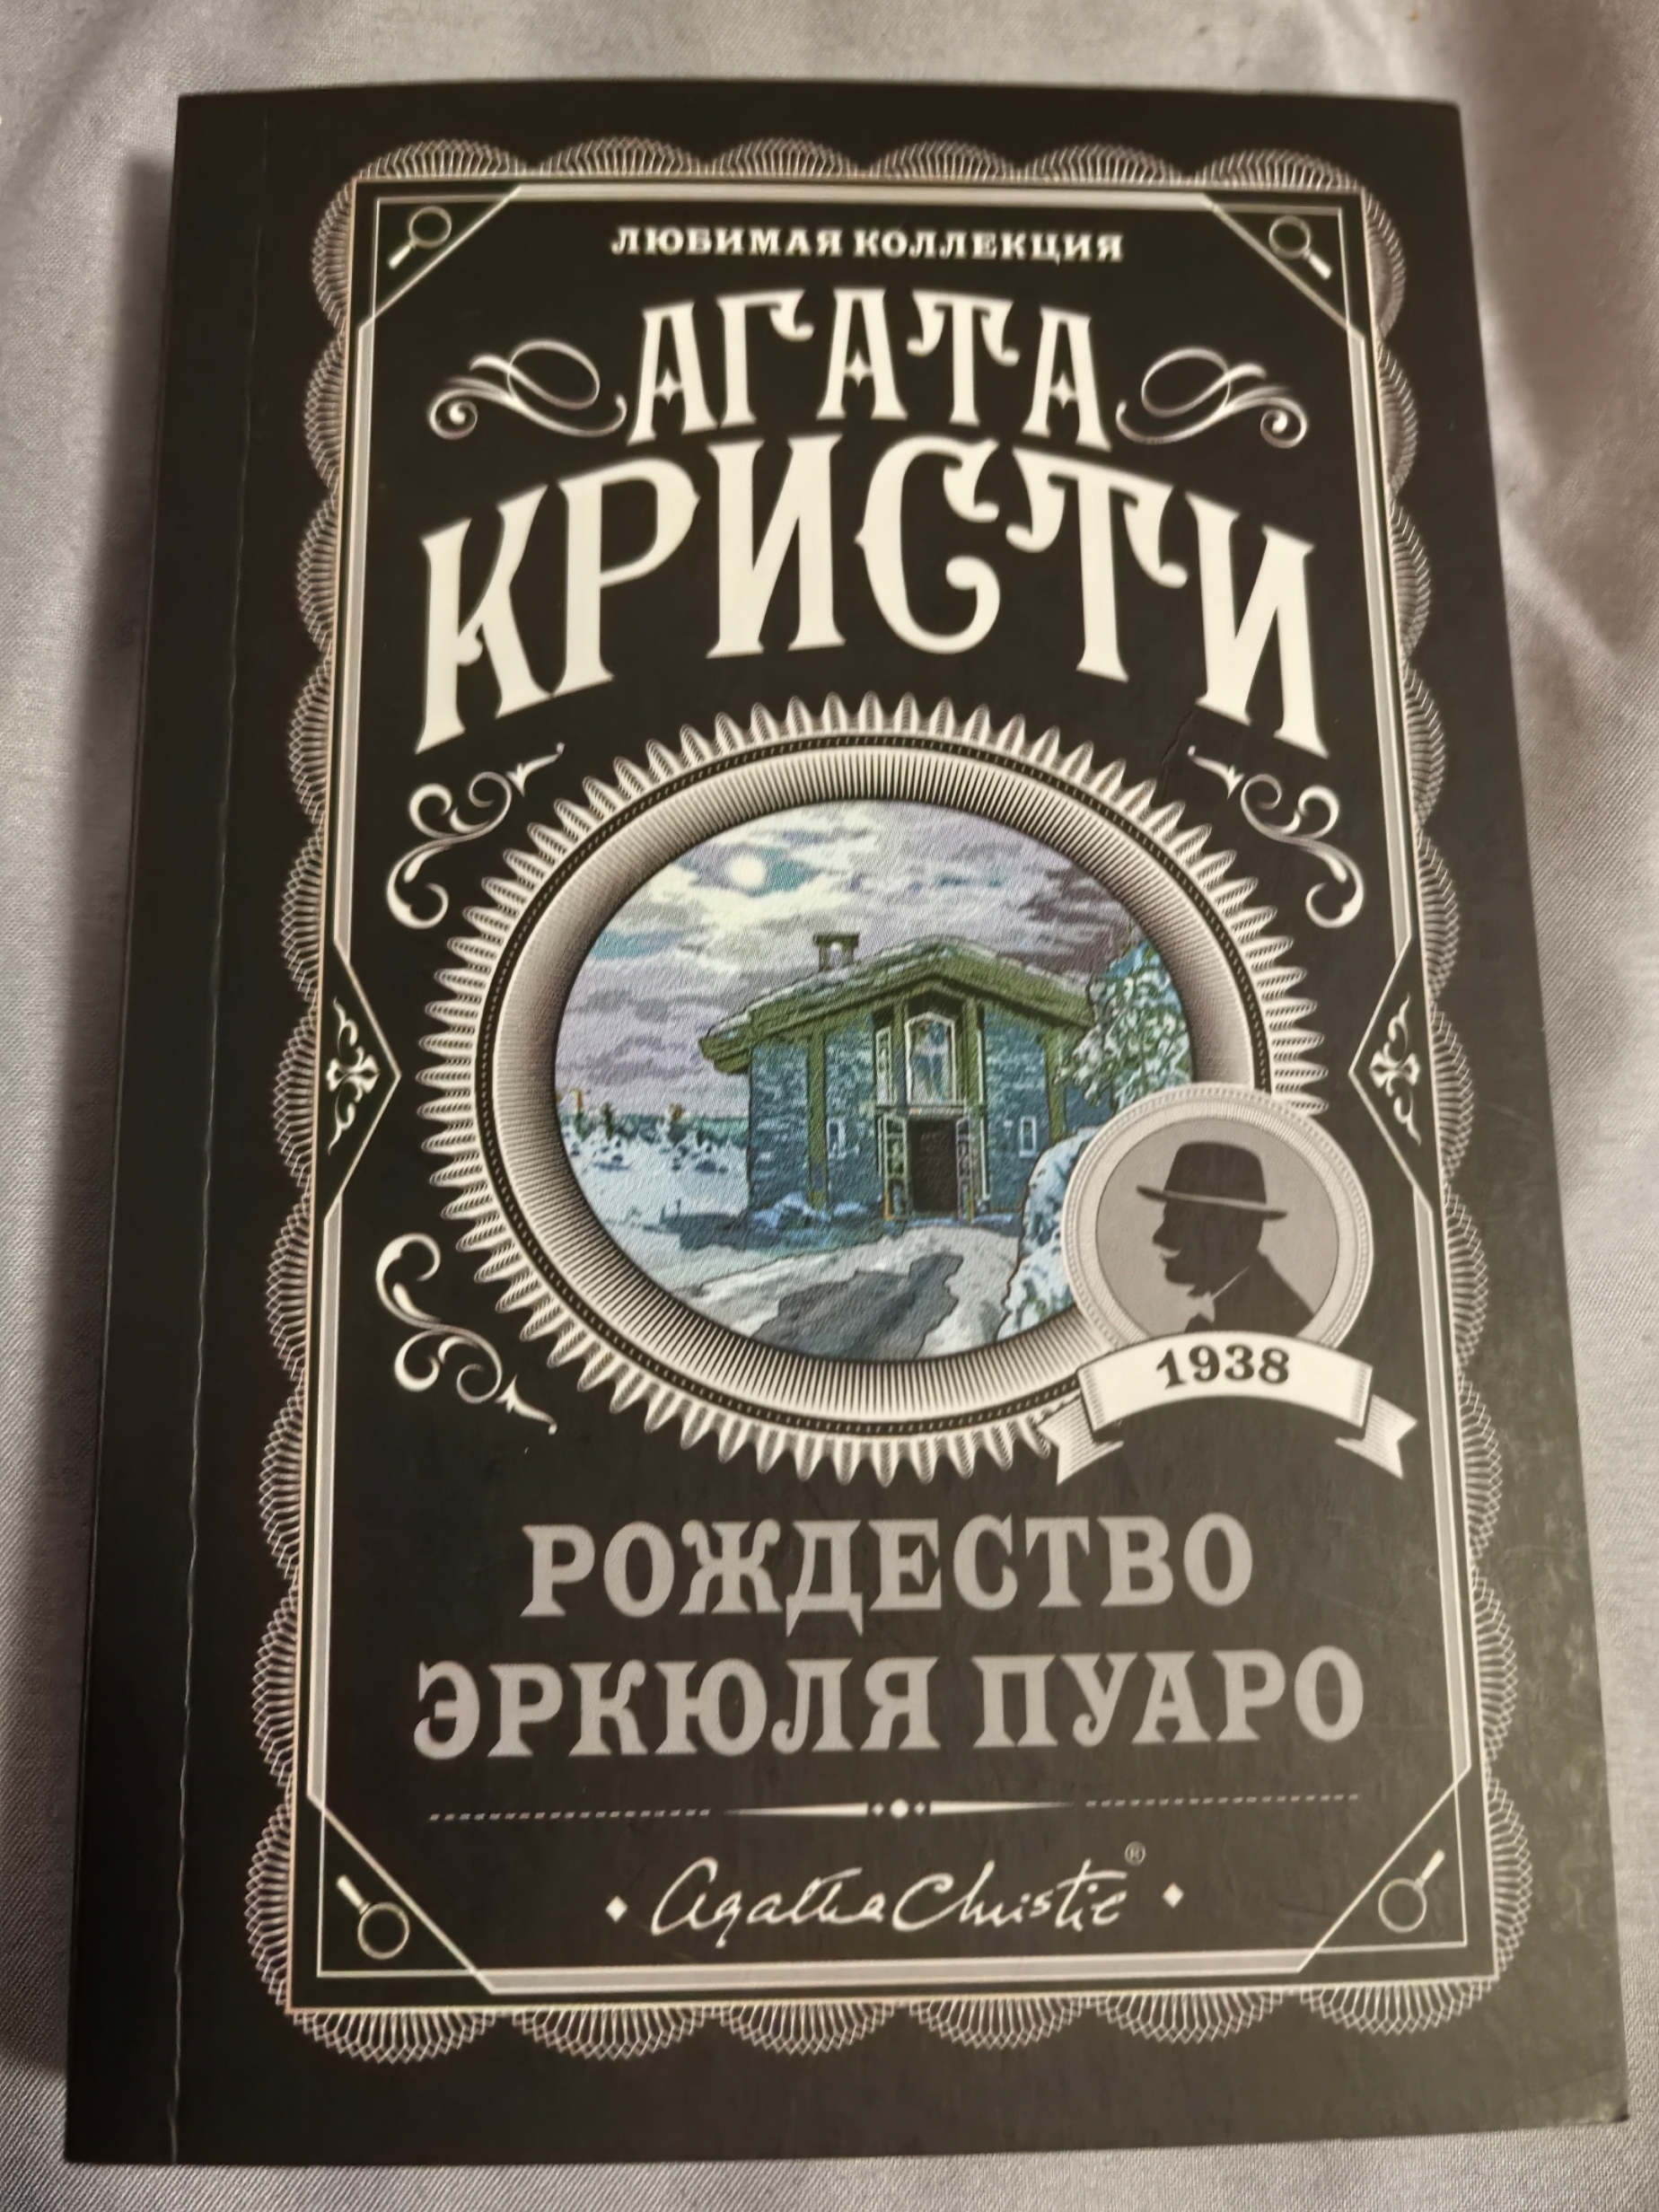 ЛЮБИМАЯ КОЛЛЕКЦИЯ
АГАТА
КРИСТИ
1938
РОЖДЕСТВО
ЭРКЮЛЯ ПУАРО
Agatha Christie®